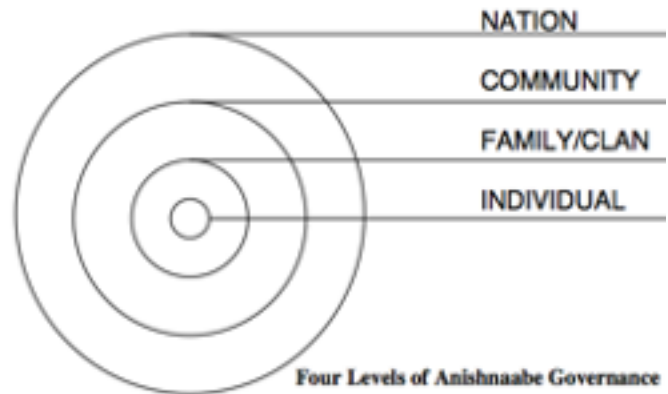 NATION
COMMUNITY
FAMILY/CLAN
INDIVIDUAL
Four Levels of Anishnaabe Governance